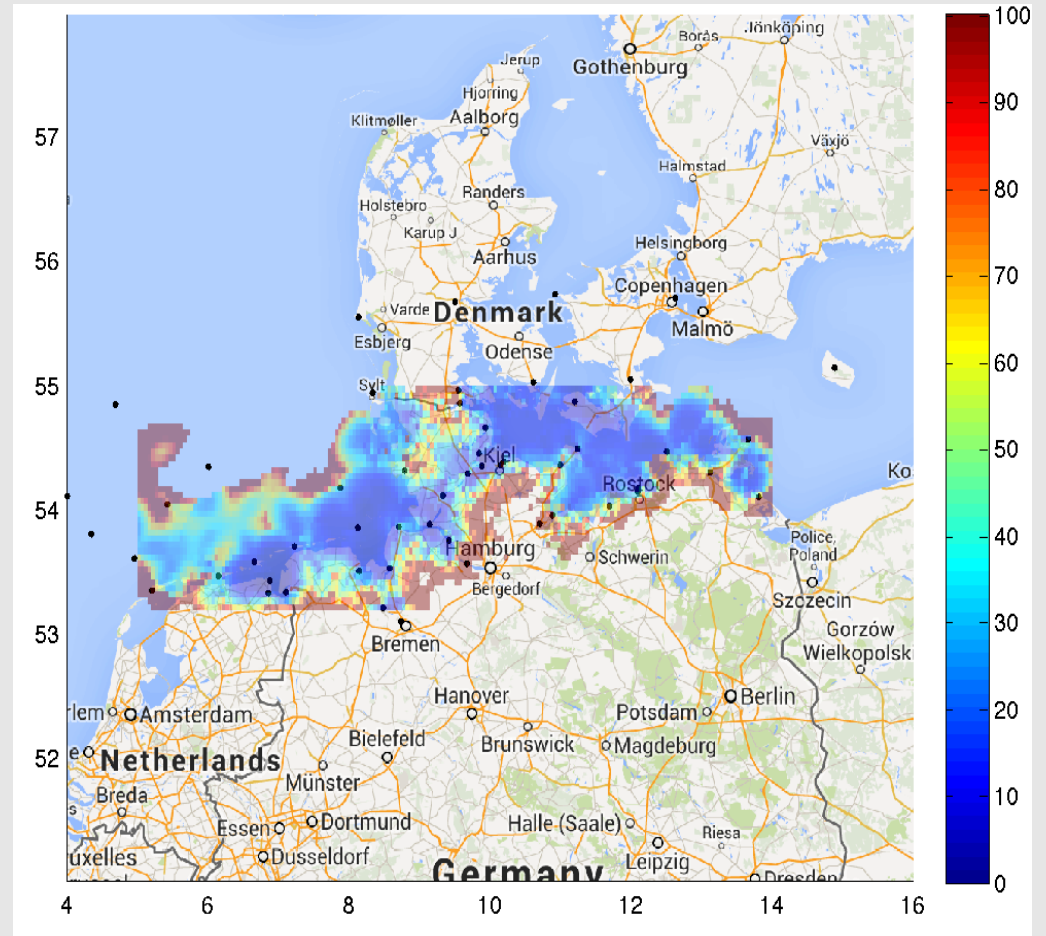 Jönköping
Borås
Gothenburg
Jerup
Hjorring
Aalborg
Klitmøller
Växjö
Halmstad
Randers
Holstebro
Karup J
Aarhus
Helsingborg
Copenhagen
Varde
Denmark
Malmö
Esbjerg
Odense
Sylt
Kiel
Ko
Rostock
Hamburg
Schwerin
Police,
Poland
Bergedorf
Szczecin
Bremen
Gorzów
Wielkopolsk
Hanover
Berlin
rlem
Amsterdam
Potsdam
Bielefeld
Brunswick
Magdeburg
e
Netherlands
Münster
Breda
s
Essen
Dortmund
Halle (Saale)
Riesa
uxelles
Dusseldorf
Leipzig
Germany
Dresden
57
56
55
54
53
52
4 6 8 10 12 14 16
100
90
80
70
60
50
40
30
20
10
0